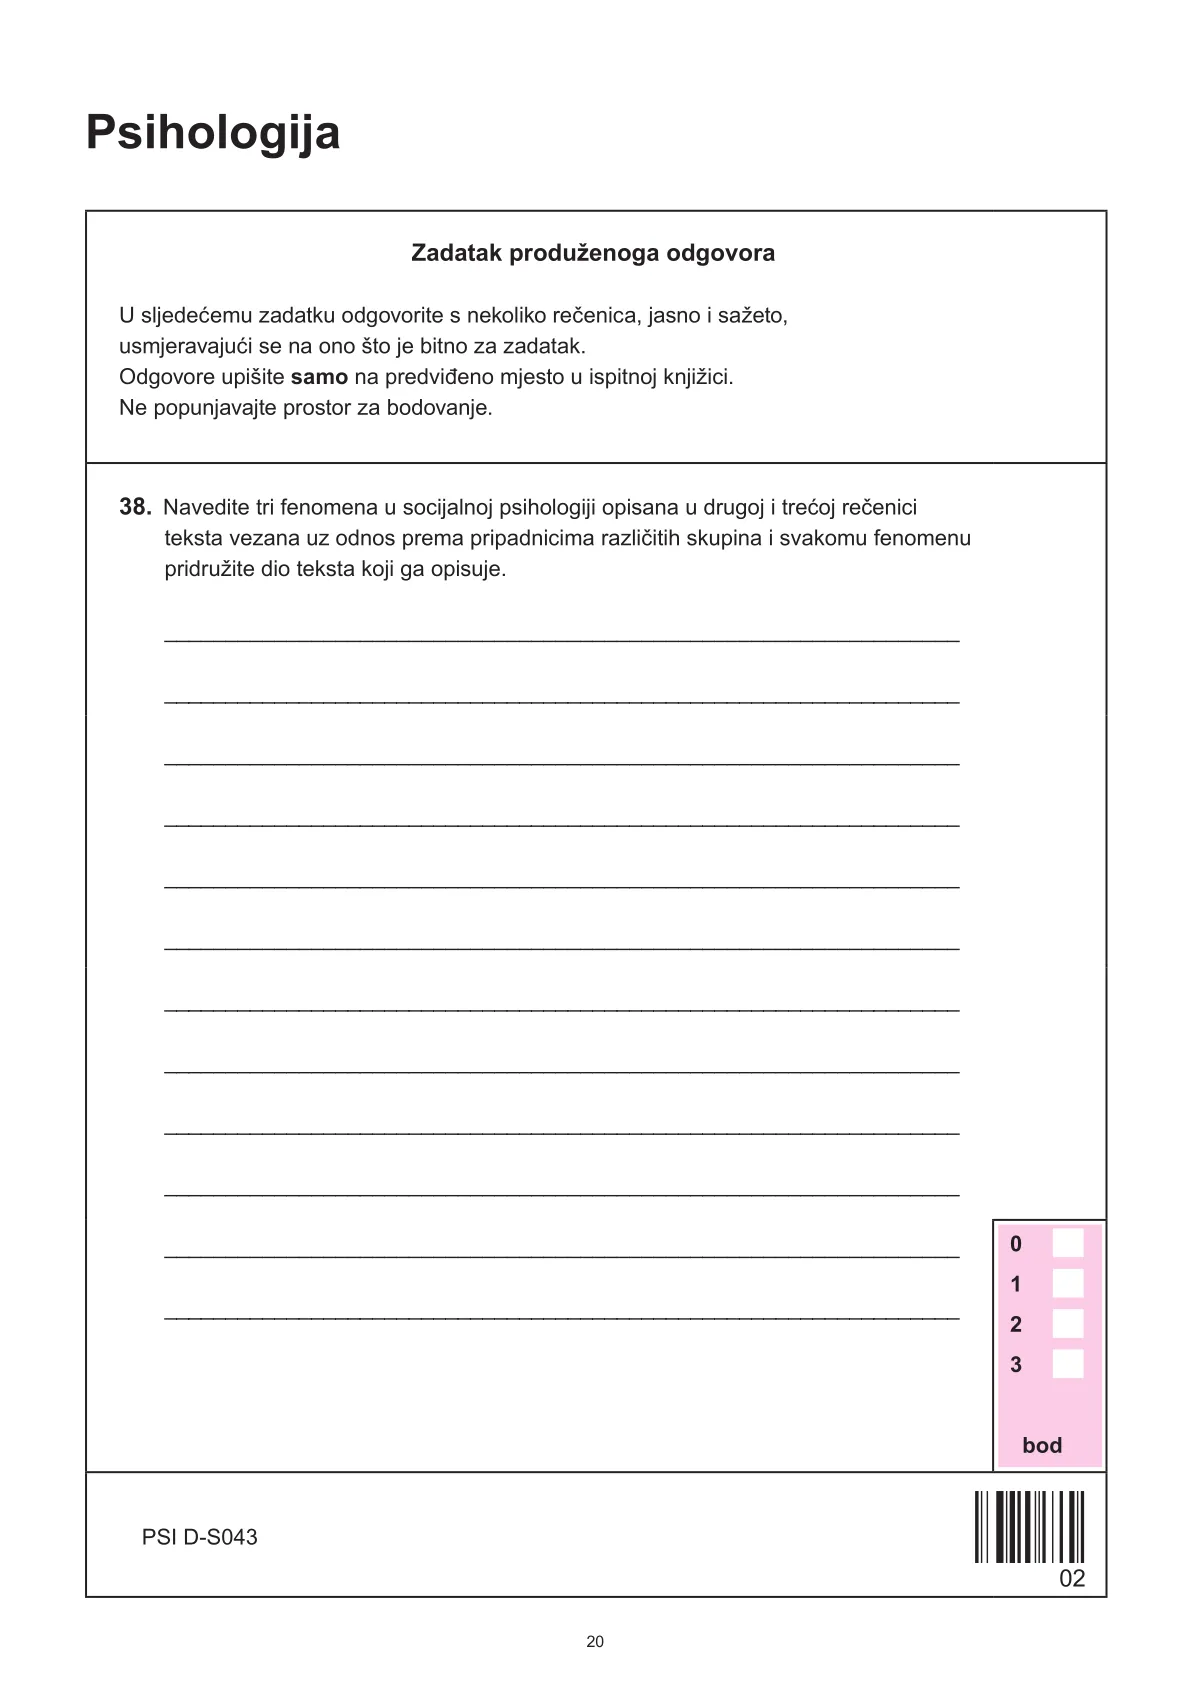 Psihologija
Zadatak produženoga odgovora
U sljedećemu zadatku odgovorite s nekoliko rečenica, jasno i sažeto,
usmjeravajući se na ono što je bitno za zadatak.
Odgovore upišite samo na predviđeno mjesto u ispitnoj knjižici.
Ne popunjavajte prostor za bodovanje.
38. Navedite tri fenomena u socijalnoj psihologiji opisana u drugoj i trećoj rečenici
teksta vezana uz odnos prema pripadnicima različitih skupina i svakomu fenomenu
pridružite dio teksta koji ga opisuje.
0
1
2
3
bod
PSI D-S043
02
20